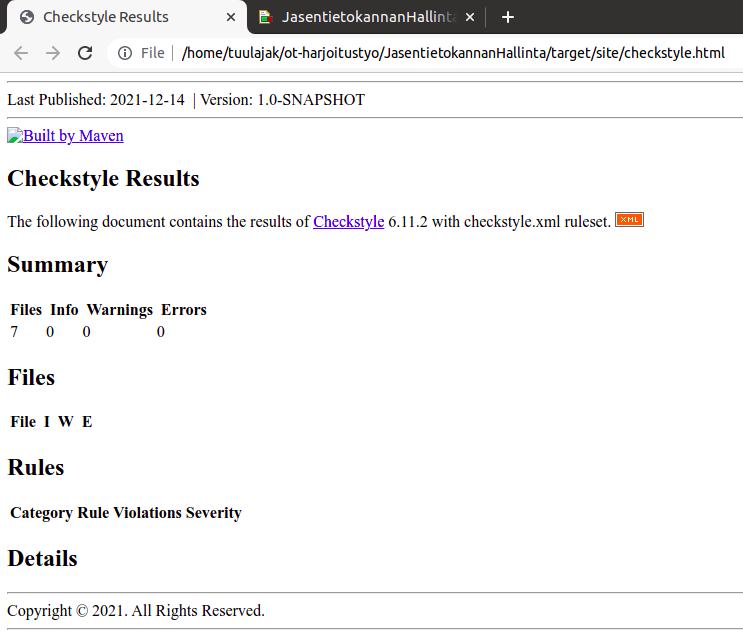 Checkstyle Results
JasentietokannanHallinta
File
/home/tuulajak/ot-harjoitustyo/JasentietokannanHallinta/target/site/checkstyle.html
Last Published: 2021-12-14 | Version: 1.0-SNAPSHOT
Built by Maven
Checkstyle Results
The following document contains the results of Checkstyle 6.11.2 with checkstyle.xml ruleset. XML
Summary
Files Info Warnings Errors
7 0 0 0
Files
File I W E
Rules
Category Rule Violations Severity
Details
Copyright © 2021. All Rights Reserved.